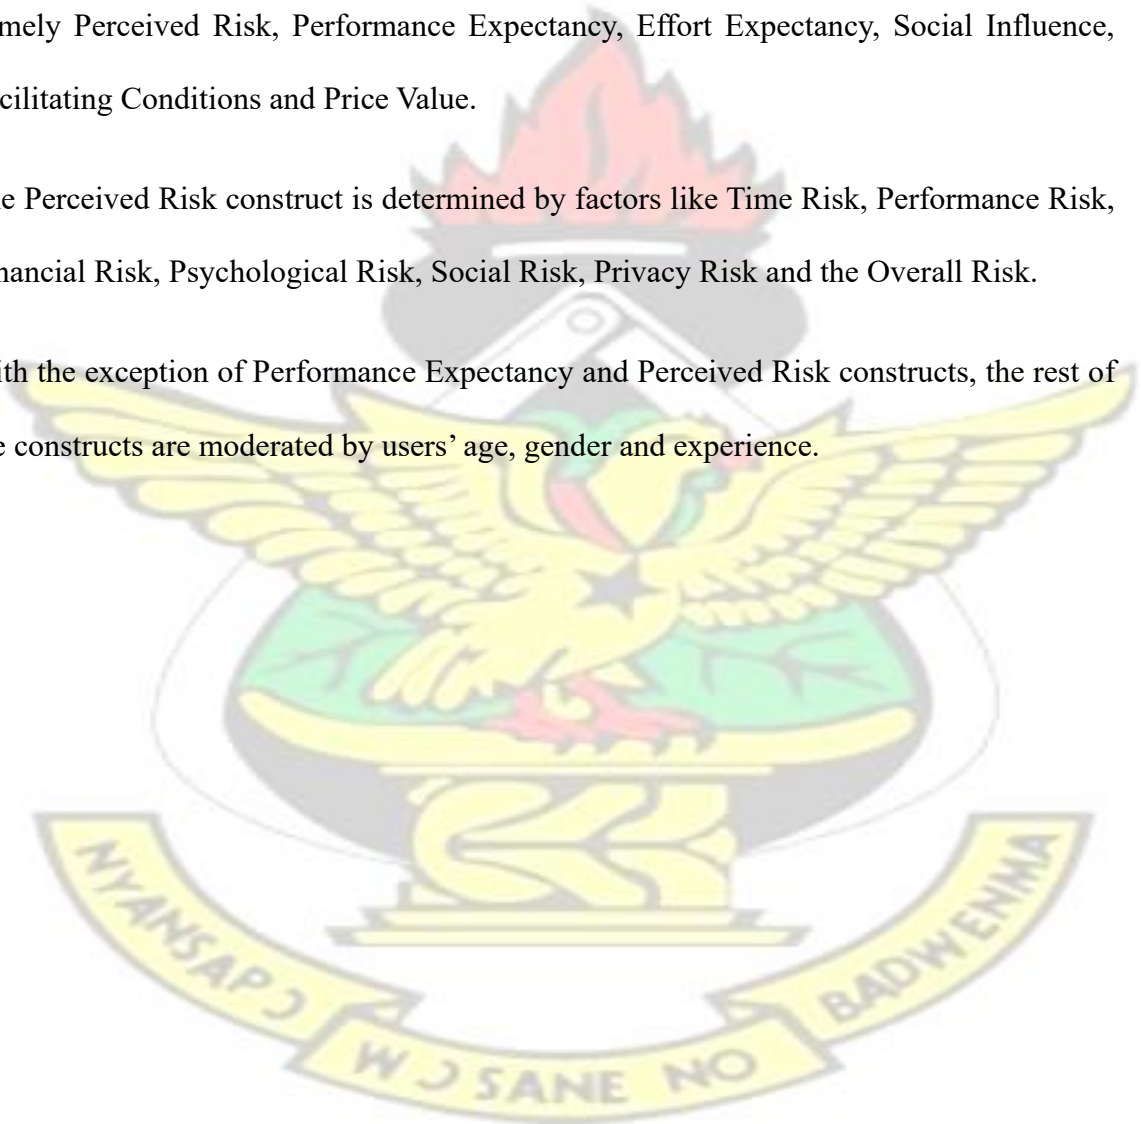 mely Perceived Risk, Performance Expectancy, Effort Expectancy, Social Influence,
cilitating Conditions and Price Value.
e Perceived Risk construct is determined by factors like Time Risk, Performance Risk,
nancial Risk, Psychological Risk, Social Risk, Privacy Risk and the Overall Risk.
ith the exception of Performance Expectancy and Perceived Risk constructs, the rest of
e constructs are moderated by users’ age, gender and experience.
NYANSAPƆ
WƆ SANE NO
BADWENMA